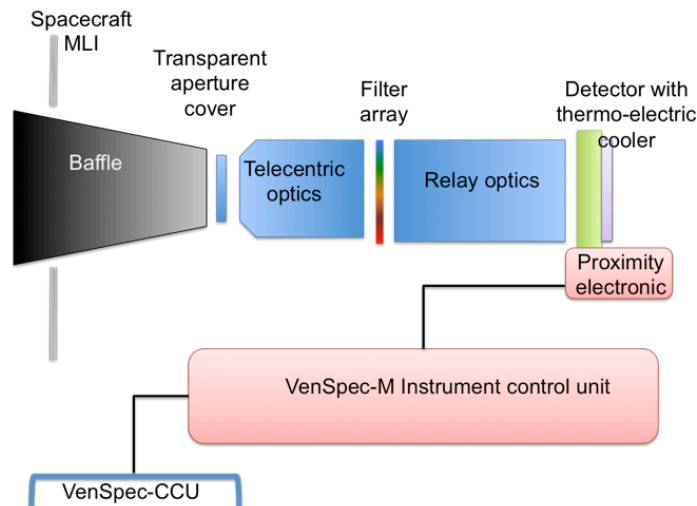 Spacecraft
MLI
Transparent
aperture
cover
Filter
array
Detector with
thermo-electric
cooler
Baffle
Telecentric
optics
Relay optics
Proximity
electronic
VenSpec-M Instrument control unit
VenSpec-CCU